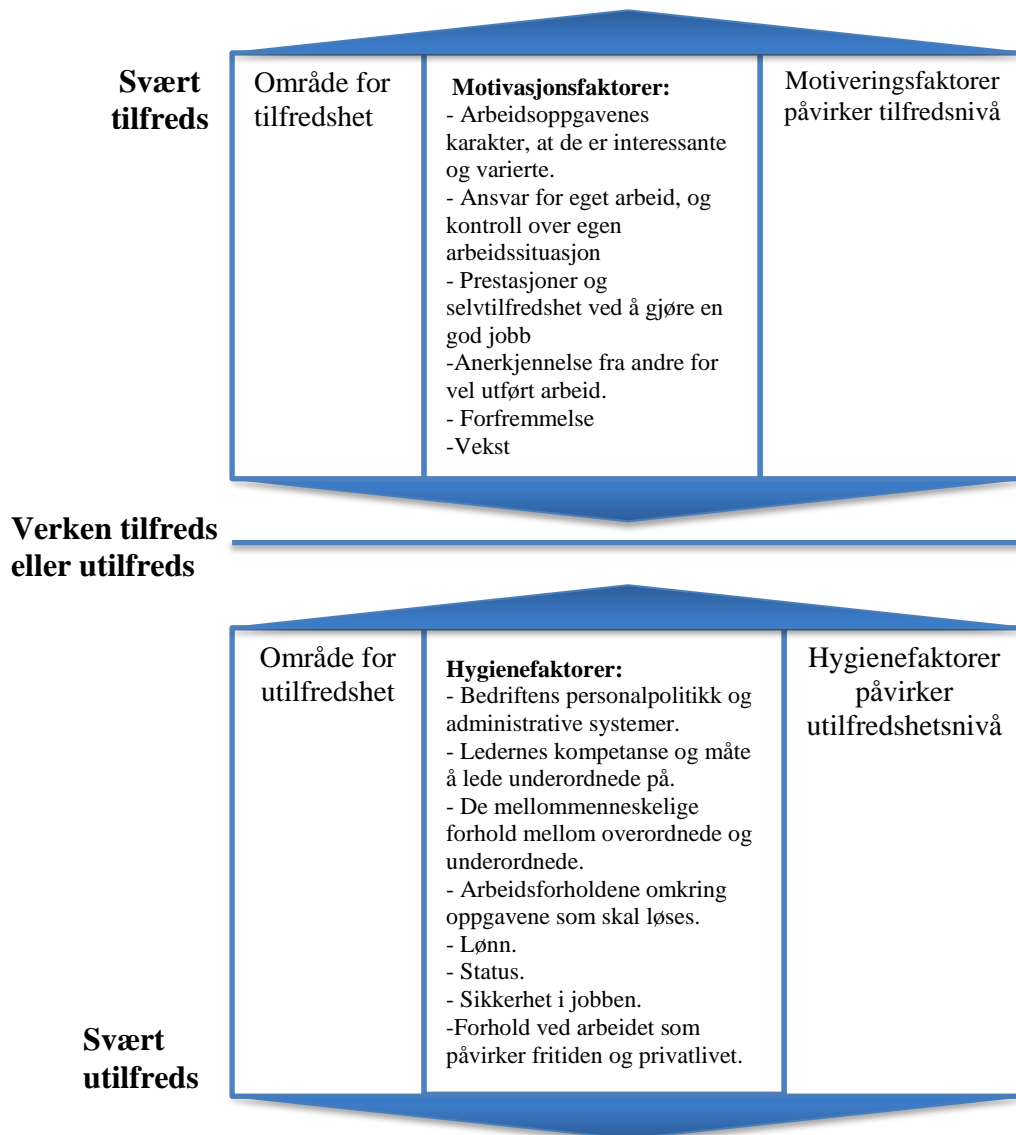 Svært
tilfreds
Område for
tilfredshet
Motivasjonsfaktorer:
- Arbeidsoppgavenes
karakter, at de er interessante
og varierte.
- Ansvar for eget arbeid, og
kontroll over egen
arbeidssituasjon
- Prestasjoner og
selvtilfredshet ved å gjøre en
god jobb
-Anerkjennelse fra andre for
vel utført arbeid.
- Forfremmelse
-Vekst
Motiveringsfaktorer
påvirker tilfredsnivå
Verken tilfreds
eller utilfreds
Område for
utilfredshet
Hygienefaktorer:
- Bedriftens personalpolitikk og
administrative systemer.
- Ledernes kompetanse og måte
å lede underordnede på.
- De mellommenneskelige
forhold mellom overordnede og
underordnede.
- Arbeidsforholdene omkring
oppgavene som skal løses.
- Lønn.
- Status.
- Sikkerhet i jobben.
-Forhold ved arbeidet som
påvirker fritiden og privatlivet.
Hygienefaktorer
påvirker
utilfredshetsnivå
Svært
utilfreds